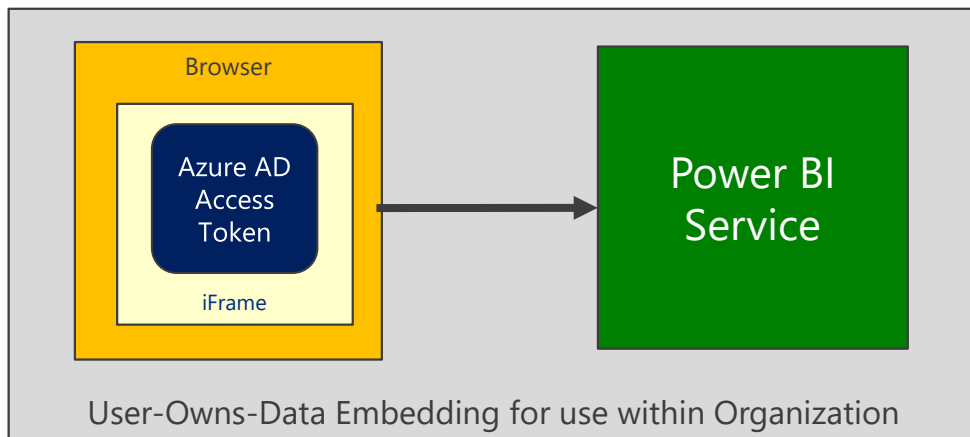 Browser
Azure AD
Access
Token
iFrame
Power BI
Service
User-Owns-Data Embedding for use within Organization